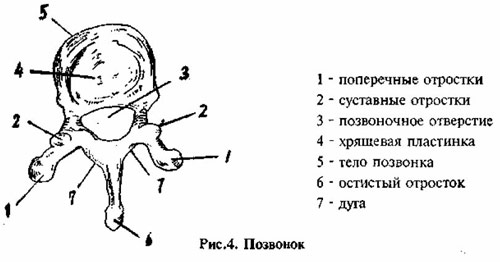 5
4
3
2
2
1
1
7
7
6
1 - поперечные отростки
2 - суставные отростки
3 - позвоночное отверстие
4 - хрящевая пластинка
5 - тело позвонка
6 - остистый отросток
7 - дуга
Рис.4. Позвонок